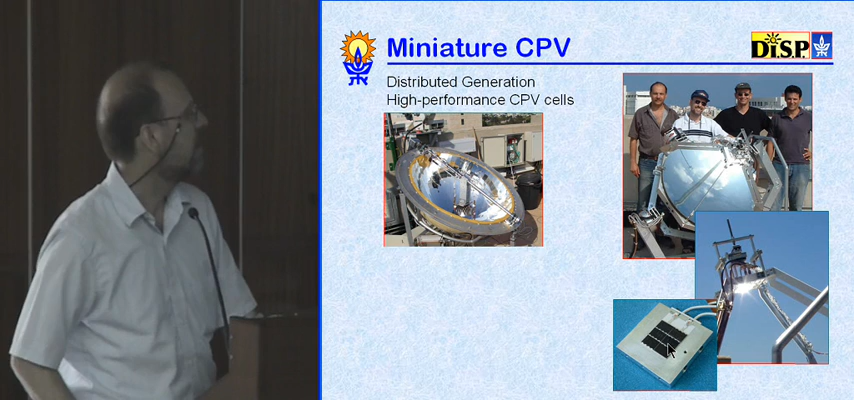 Miniature CPV
DiSP.
Distributed Generation
High-performance CPV cells